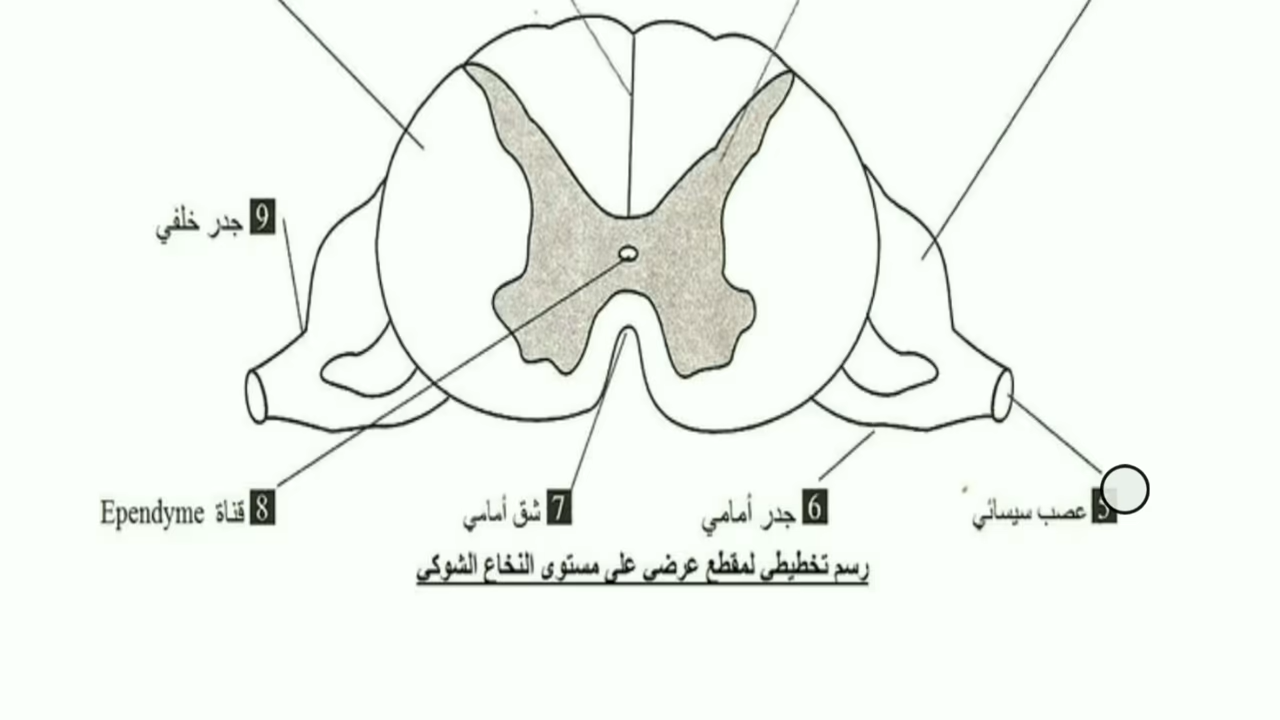 9 جدر خلفي
5 عصب سيسائي
6 جدر أمامي
7 شق أمامي
8 قناة Ependyme
رسم تخطيطي لمقطع عرضي على مستوى النخاع الشوكي